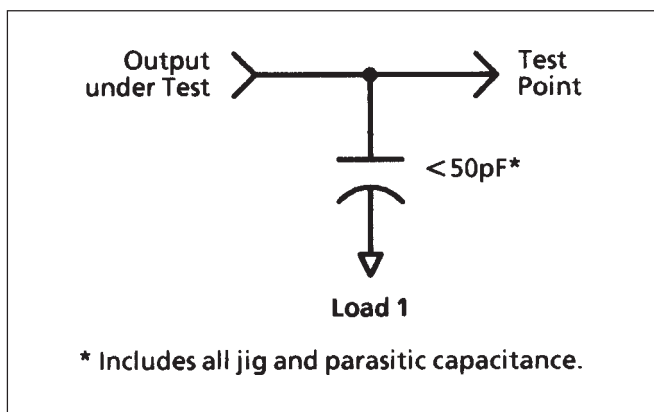 Output
under Test
Test
Point
<50pF*
Load 1
* Includes all jig and parasitic capacitance.